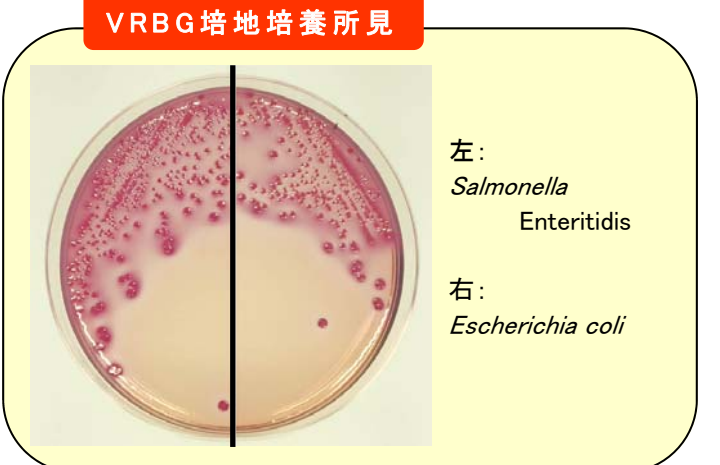 VRBG培地培養所見
左：
Salmonella
Enteritidis
右：
Escherichia coli